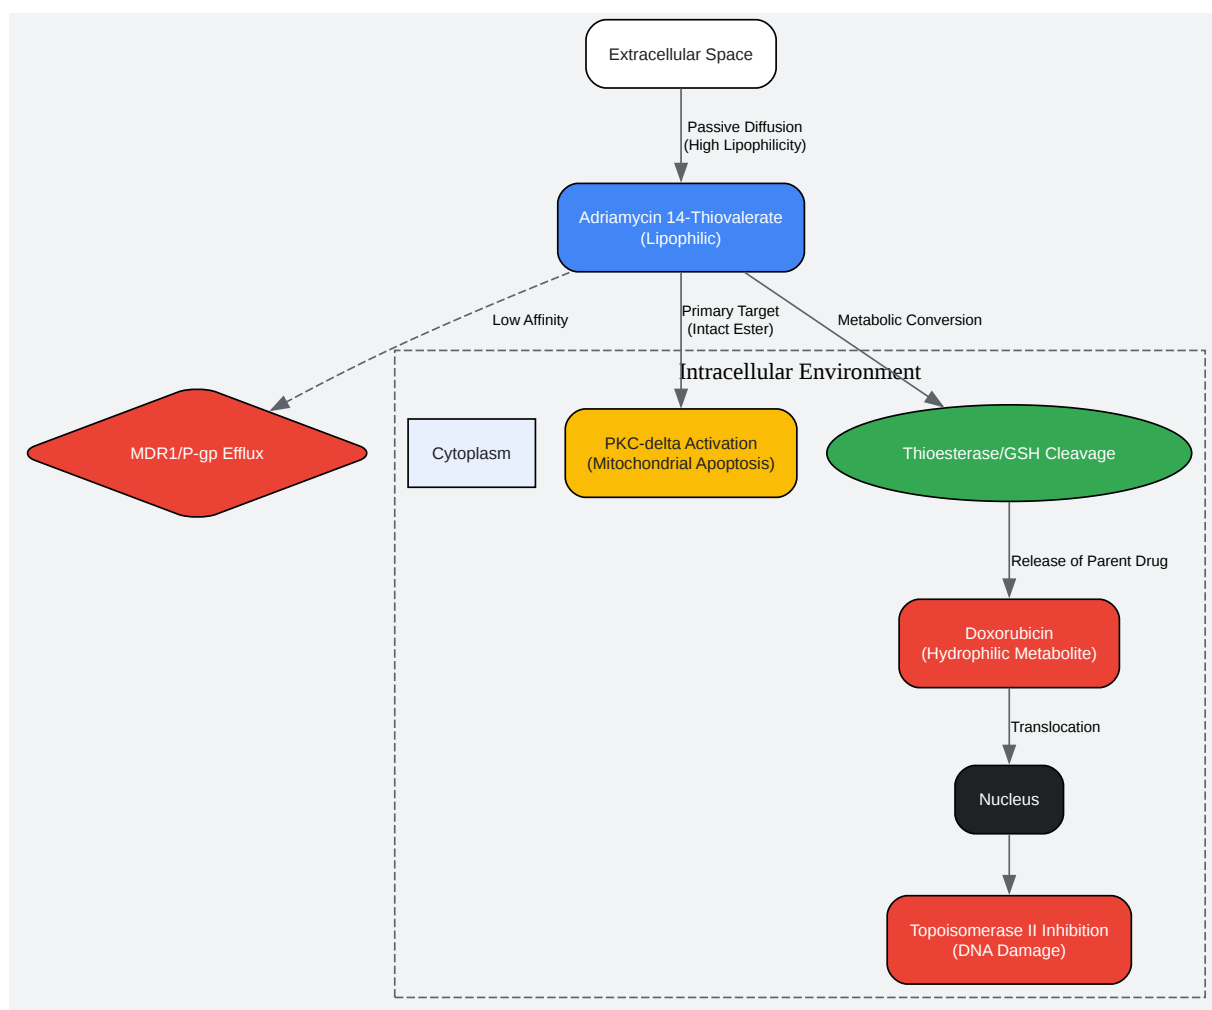 Extracellular Space
Passive Diffusion
(High Lipophilicity)
Adriamycin 14-Thiovalerate
(Lipophilic)
Low Affinity
Primary Target
(Intact Ester)
Metabolic Conversion
Intracellular Environment
MDR1/P-gp Efflux
Cytoplasm
PKC-delta Activation
(Mitochondrial Apoptosis)
Thioesterase/GSH Cleavage
Release of Parent Drug
Doxorubicin
(Hydrophilic Metabolite)
Translocation
Nucleus
Topoisomerase II Inhibition
(DNA Damage)